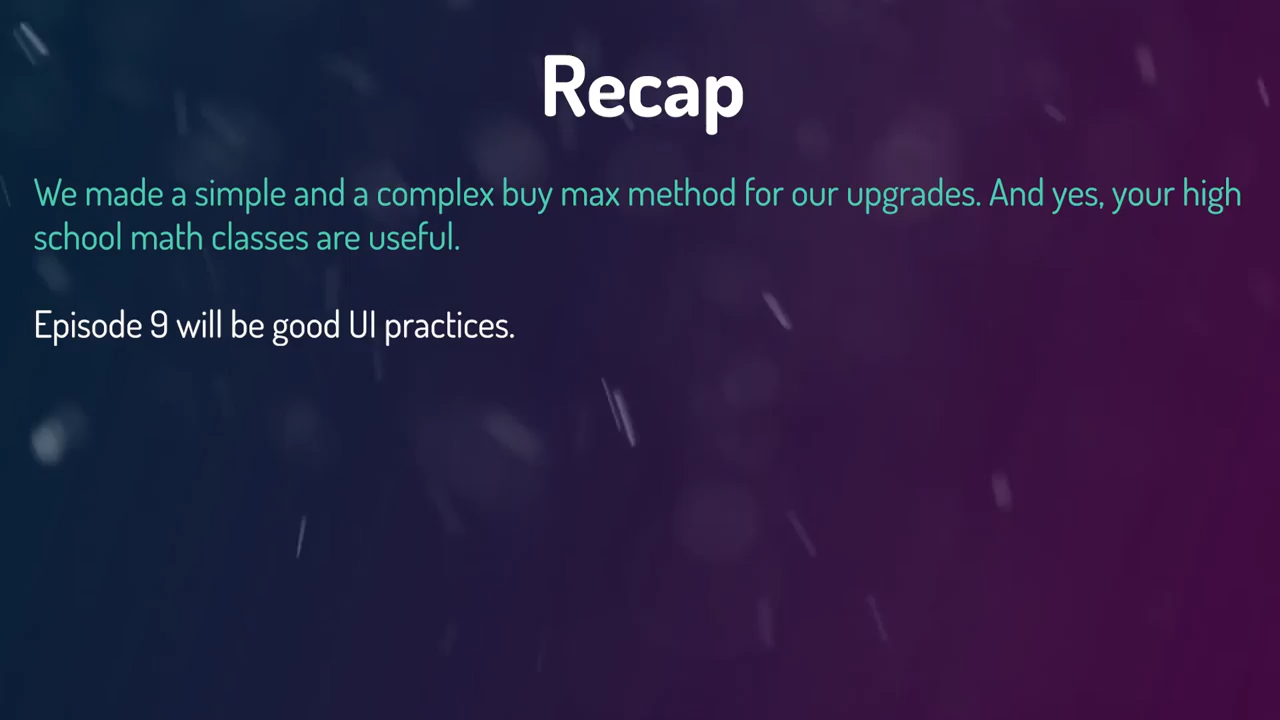 Recap
We made a simple and a complex buy max method for our upgrades. And yes, your high
school math classes are useful.
Episode 9 will be good UI practices.